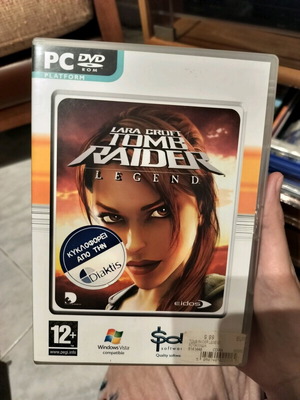 PC DVD
ROM
PLATFORM
LARA CROFT
TOMB
RAIDER
LEGEND
ΚΥΚΛΟΦΟΡΕΙ
ΑΠΟ ΤΗΝ
Diaktis
eidos
12+
www.pegi.info
Windows Vista
compatible
Spd
software
Quality software